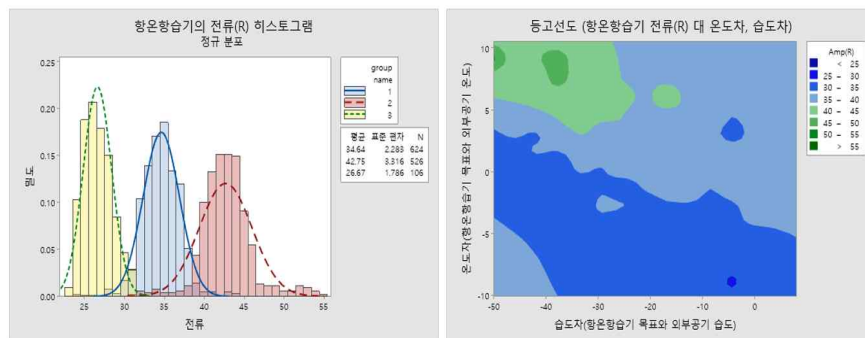 항온항습기의 전류(R) 히스토그램
정규 분포
0.25
0.20
0.15
0.10
0.05
0.00
밀도
25 30 35 40 45 50 55
전류
group
name
1
2
3
평균 표준 편차 N
34.64 2.283 624
42.75 3.316 526
26.67 1.786 106
등고선도 (항온항습기 전류(R) 대 온도차, 습도차)
온도차(항온항습기 목표와 외부공기 온도)
10
5
0
-5
-10
-50 -40 -30 -20 -10 0
습도차(항온항습기 목표와 외부공기 습도)
Amp(R)
< 25
25 – 30
30 – 35
35 – 40
40 – 45
45 – 50
50 – 55
> 55